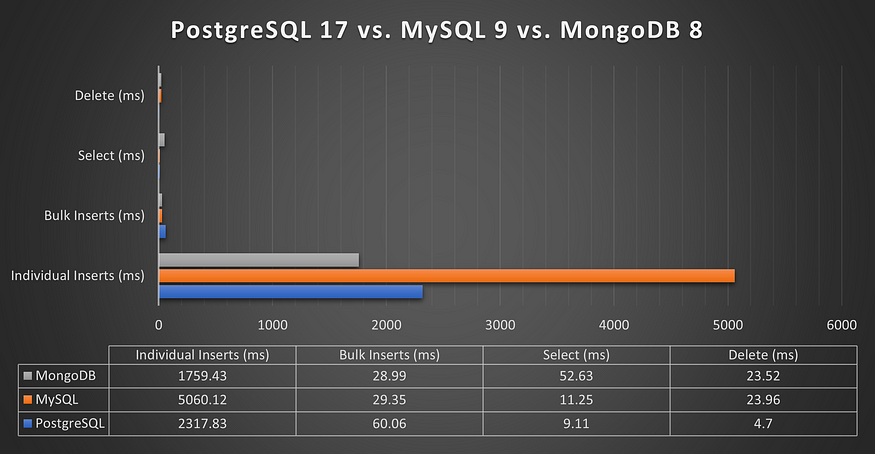 PostgreSQL 17 vs. MySQL 9 vs. MongoDB 8
Delete (ms)
Select (ms)
Bulk Inserts (ms)
Individual Inserts (ms)
0 1000 2000 3000 4000 5000 6000
Individual Inserts (ms) Bulk Inserts (ms) Select (ms) Delete (ms)
MongoDB 1759.43 28.99 52.63 23.52
MySQL 5060.12 29.35 11.25 23.96
PostgreSQL 2317.83 60.06 9.11 4.7